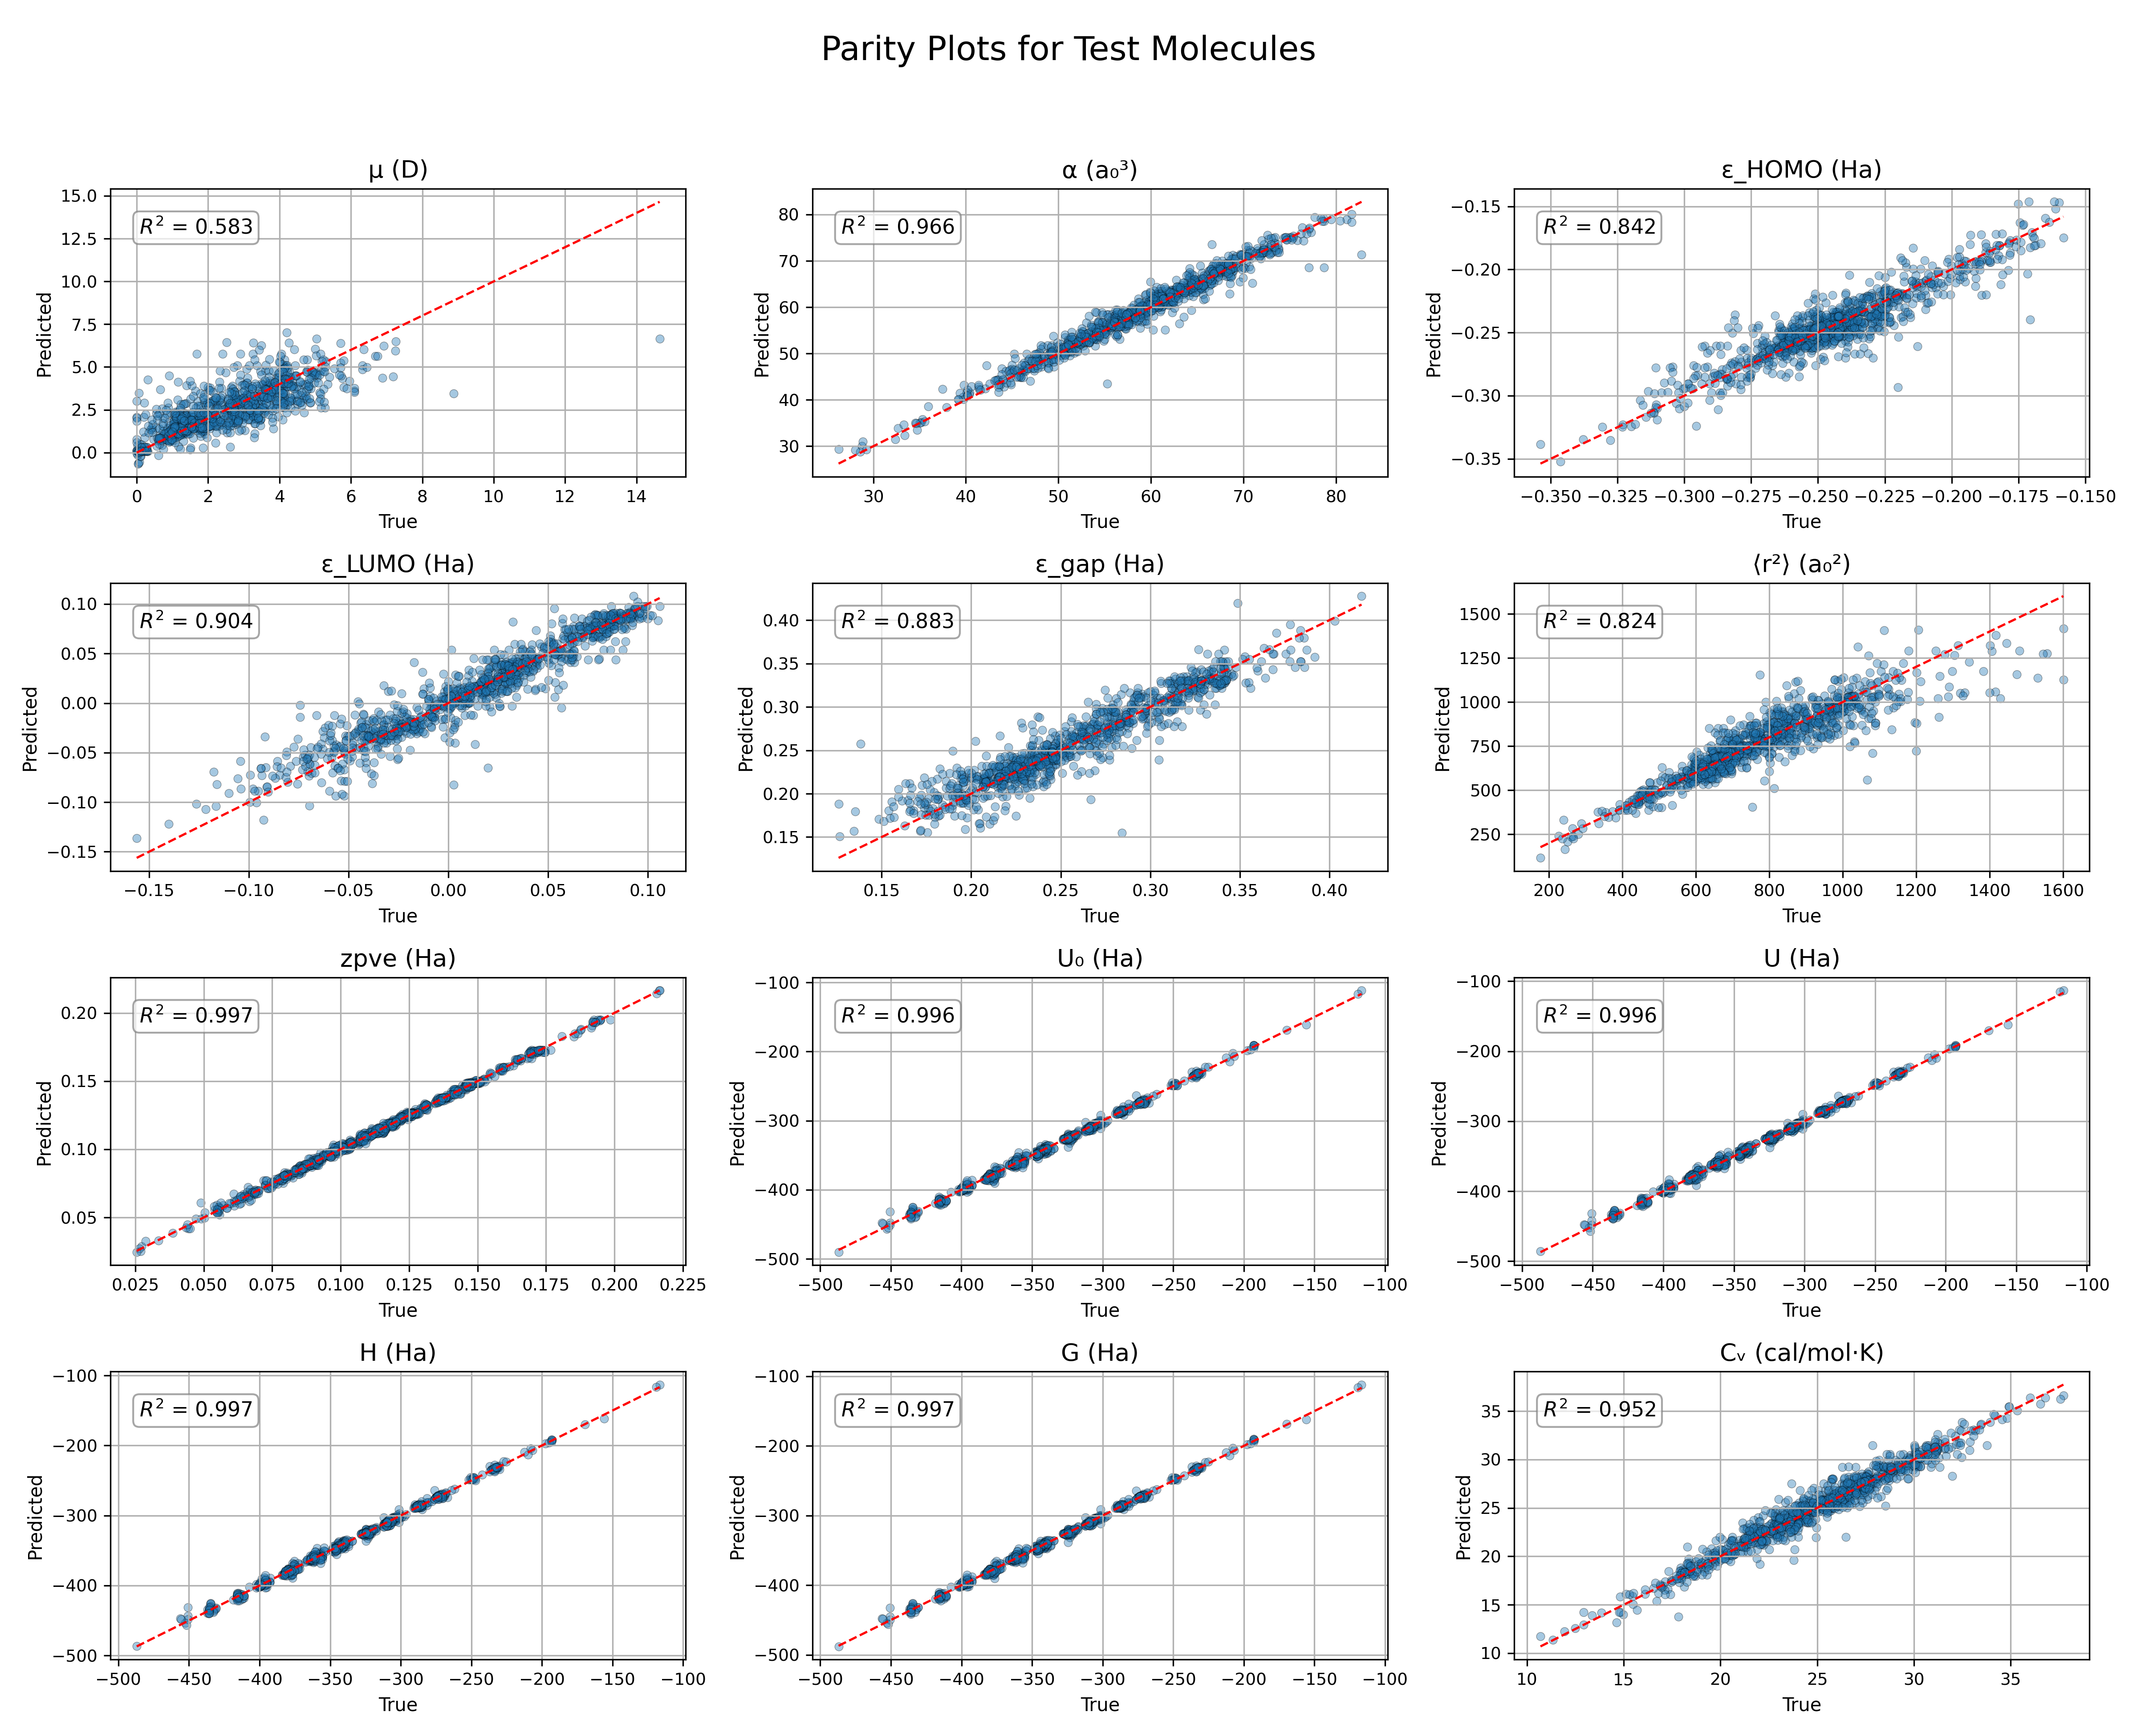 Parity Plots for Test Molecules
μ (D)
R² = 0.583
15.0
12.5
10.0
7.5
5.0
2.5
0.0
Predicted
0 2 4 6 8 10 12 14
True
α (a₀³)
R² = 0.966
80
70
60
50
40
30
Predicted
30 40 50 60 70 80
True
ε_HOMO (Ha)
R² = 0.842
−0.15
−0.20
−0.25
−0.30
−0.35
Predicted
−0.350 −0.325 −0.300 −0.275 −0.250 −0.225 −0.200 −0.175 −0.150
True
ε_LUMO (Ha)
R² = 0.904
0.10
0.05
0.00
−0.05
−0.10
−0.15
Predicted
−0.15 −0.10 −0.05 0.00 0.05 0.10
True
ε_gap (Ha)
R² = 0.883
0.40
0.35
0.30
0.25
0.20
0.15
Predicted
0.15 0.20 0.25 0.30 0.35 0.40
True
⟨r²⟩ (a₀²)
R² = 0.824
1500
1250
1000
750
500
250
Predicted
200 400 600 800 1000 1200 1400 1600
True
zpve (Ha)
R² = 0.997
0.20
0.15
0.10
0.05
Predicted
0.025 0.050 0.075 0.100 0.125 0.150 0.175 0.200 0.225
True
U₀ (Ha)
R² = 0.996
−100
−200
−300
−400
−500
Predicted
−500 −450 −400 −350 −300 −250 −200 −150 −100
True
U (Ha)
R² = 0.996
−100
−200
−300
−400
−500
Predicted
−500 −450 −400 −350 −300 −250 −200 −150 −100
True
H (Ha)
R² = 0.997
−100
−200
−300
−400
−500
Predicted
−500 −450 −400 −350 −300 −250 −200 −150 −100
True
G (Ha)
R² = 0.997
−100
−200
−300
−400
−500
Predicted
−500 −450 −400 −350 −300 −250 −200 −150 −100
True
Cᵥ (cal/mol·K)
R² = 0.952
35
30
25
20
15
10
Predicted
10 15 20 25 30 35
True